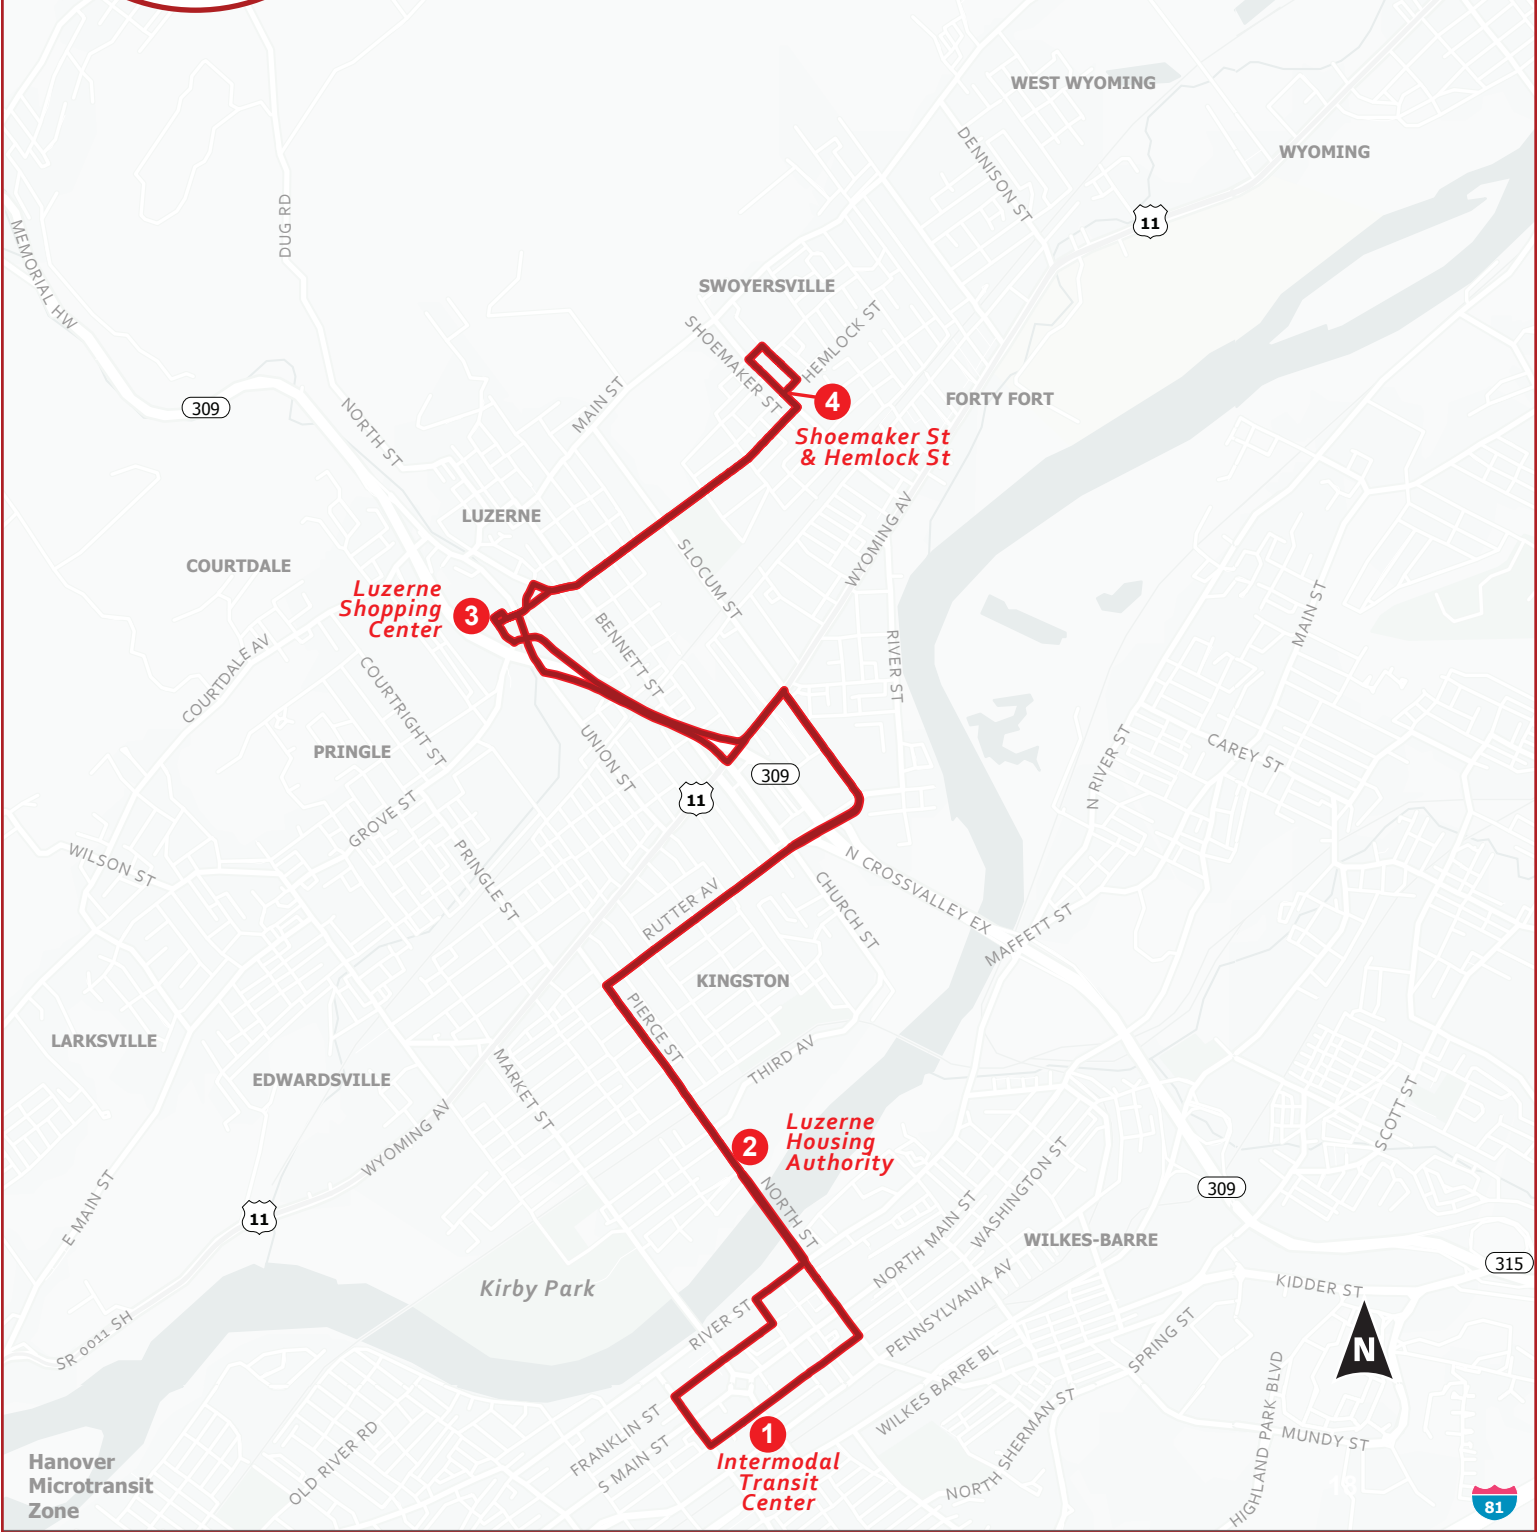 WEST WYOMING
WYOMING
DENNISON ST
11
DUG RD
MEMORIAL HW
SWOYERSVILLE
SHOEMAKER ST
HEMLOCK ST
4
Shoemaker St
& Hemlock St
FORTY FORT
309
NORTH ST
MAIN ST
LUZERNE
WYOMING AV
COURTDALE
Luzerne
Shopping
Center
3
SLOCUM ST
BENNETT ST
RIVER ST
MAIN ST
COURTDALE AV
COURTRIGHT ST
UNION ST
PRINGLE
309
11
N RIVER ST
CAREY ST
GROVE ST
WILSON ST
PRINGLE ST
RUTTER AV
CHURCH ST
N CROSSVALLEY EX
MAFFETT ST
KINGSTON
PIERCE ST
LARKSVILLE
EDWARDSVILLE
MARKET ST
THIRD AV
WYOMING AV
SCOTT ST
2
Luzerne
Housing
Authority
NORTH ST
E MAIN ST
11
NORTH MAIN ST
WASHINGTON ST
309
WILKES-BARRE
315
Kirby Park
KIDDER ST
PENNSYLVANIA AV
RIVER ST
SR 0011 SH
SPRING ST
N
WILKES BARRE BL
HIGHLAND PARK BLVD
MUNDY ST
NORTH SHERMAN ST
FRANKLIN ST
S MAIN ST
OLD RIVER RD
1
Intermodal
Transit
Center
Hanover
Microtransit
Zone
81